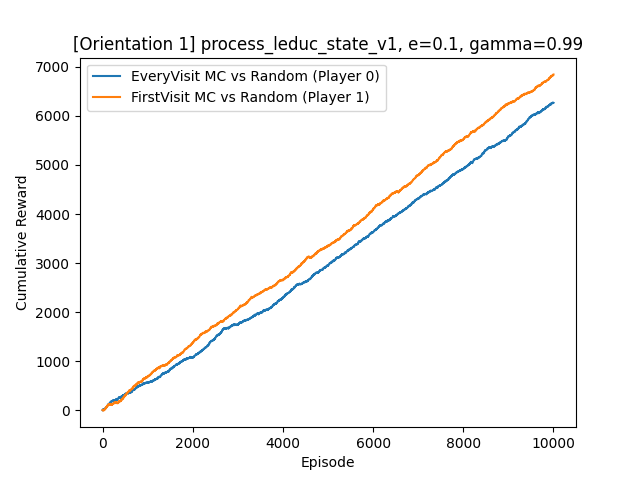 [Orientation 1] process_leduc_state_v1, e=0.1, gamma=0.99
EveryVisit MC vs Random (Player 0)
FirstVisit MC vs Random (Player 1)
7000
6000
5000
4000
3000
2000
1000
0
Cumulative Reward
0 2000 4000 6000 8000 10000
Episode